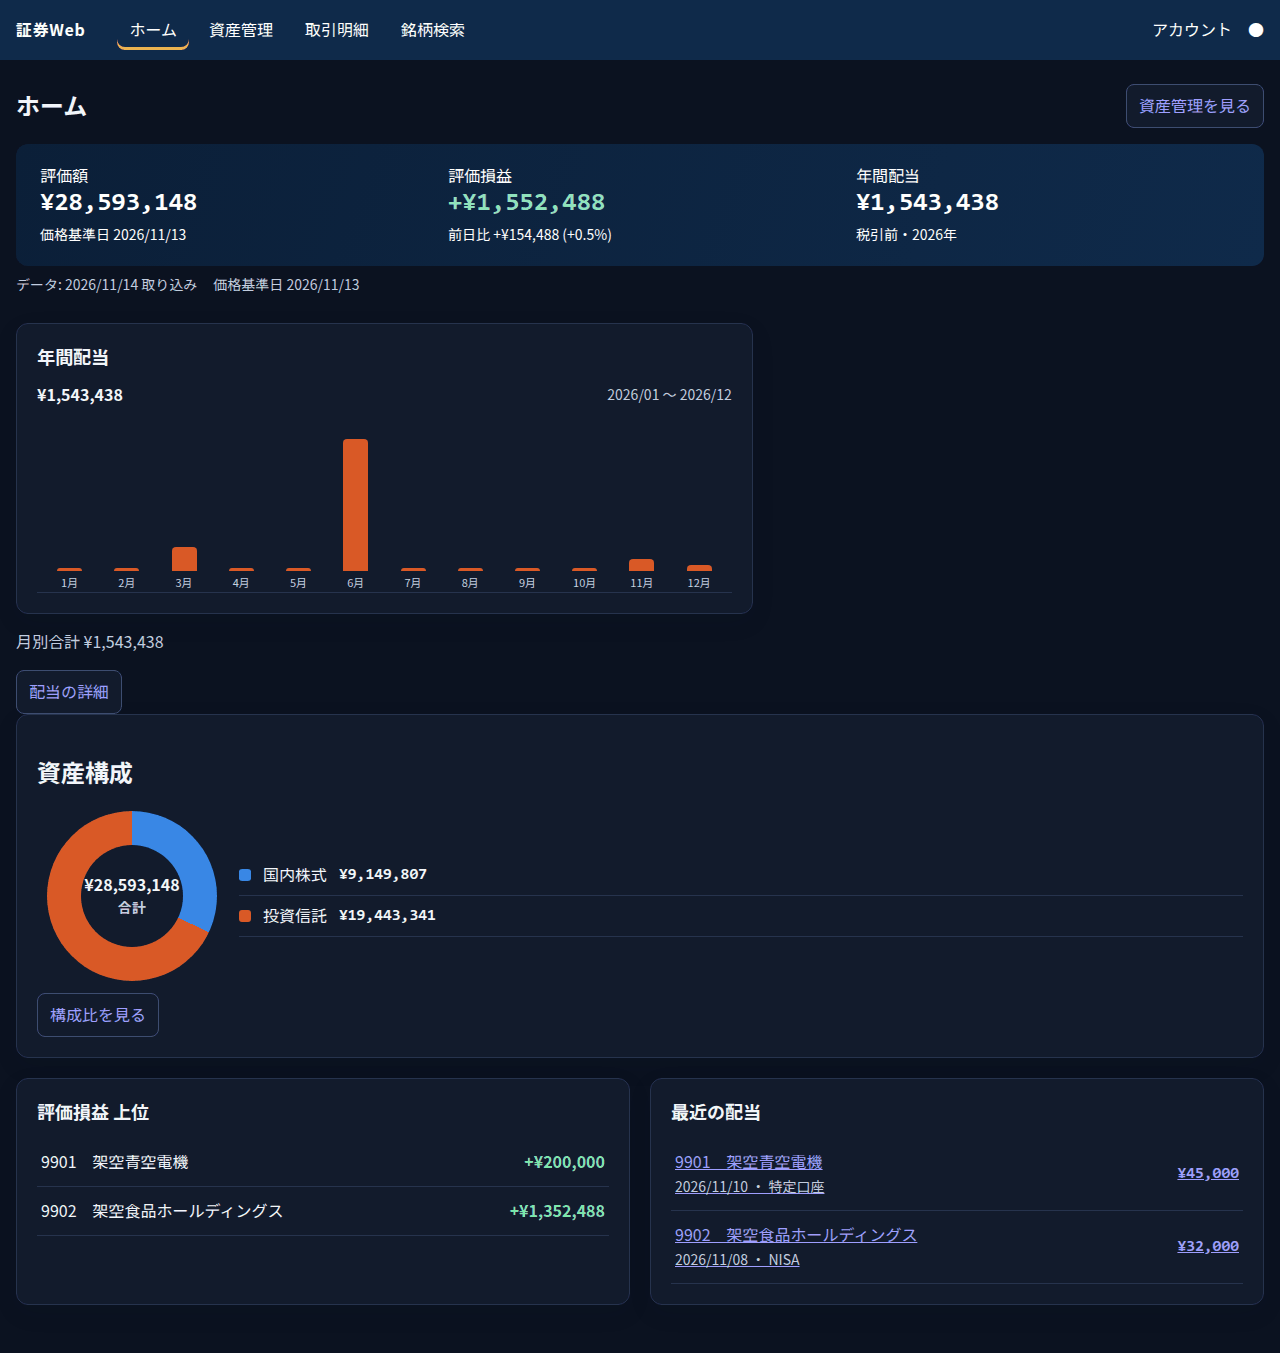 証券Web ホーム 資産管理 取引明細 銘柄検索 アカウント
ホーム 資産管理を見る
評価額 評価損益 年間配当
¥28,593,148 +¥1,552,488 ¥1,543,438
価格基準日 2026/11/13 前日比 +¥154,488 (+0.5%) 税引前・2026年
データ: 2026/11/14 取り込み 価格基準日 2026/11/13
年間配当
¥1,543,438 2026/01 〜 2026/12
1月 2月 3月 4月 5月 6月 7月 8月 9月 10月 11月 12月
月別合計 ¥1,543,438
配当の詳細
資産構成
¥28,593,148
合計
国内株式 ¥9,149,807
投資信託 ¥19,443,341
構成比を見る
評価損益 上位
9901 架空青空電機 +¥200,000
9902 架空食品ホールディングス +¥1,352,488
最近の配当
9901 架空青空電機
2026/11/10 ・ 特定口座 ¥45,000
9902 架空食品ホールディングス
2026/11/08 ・ NISA ¥32,000